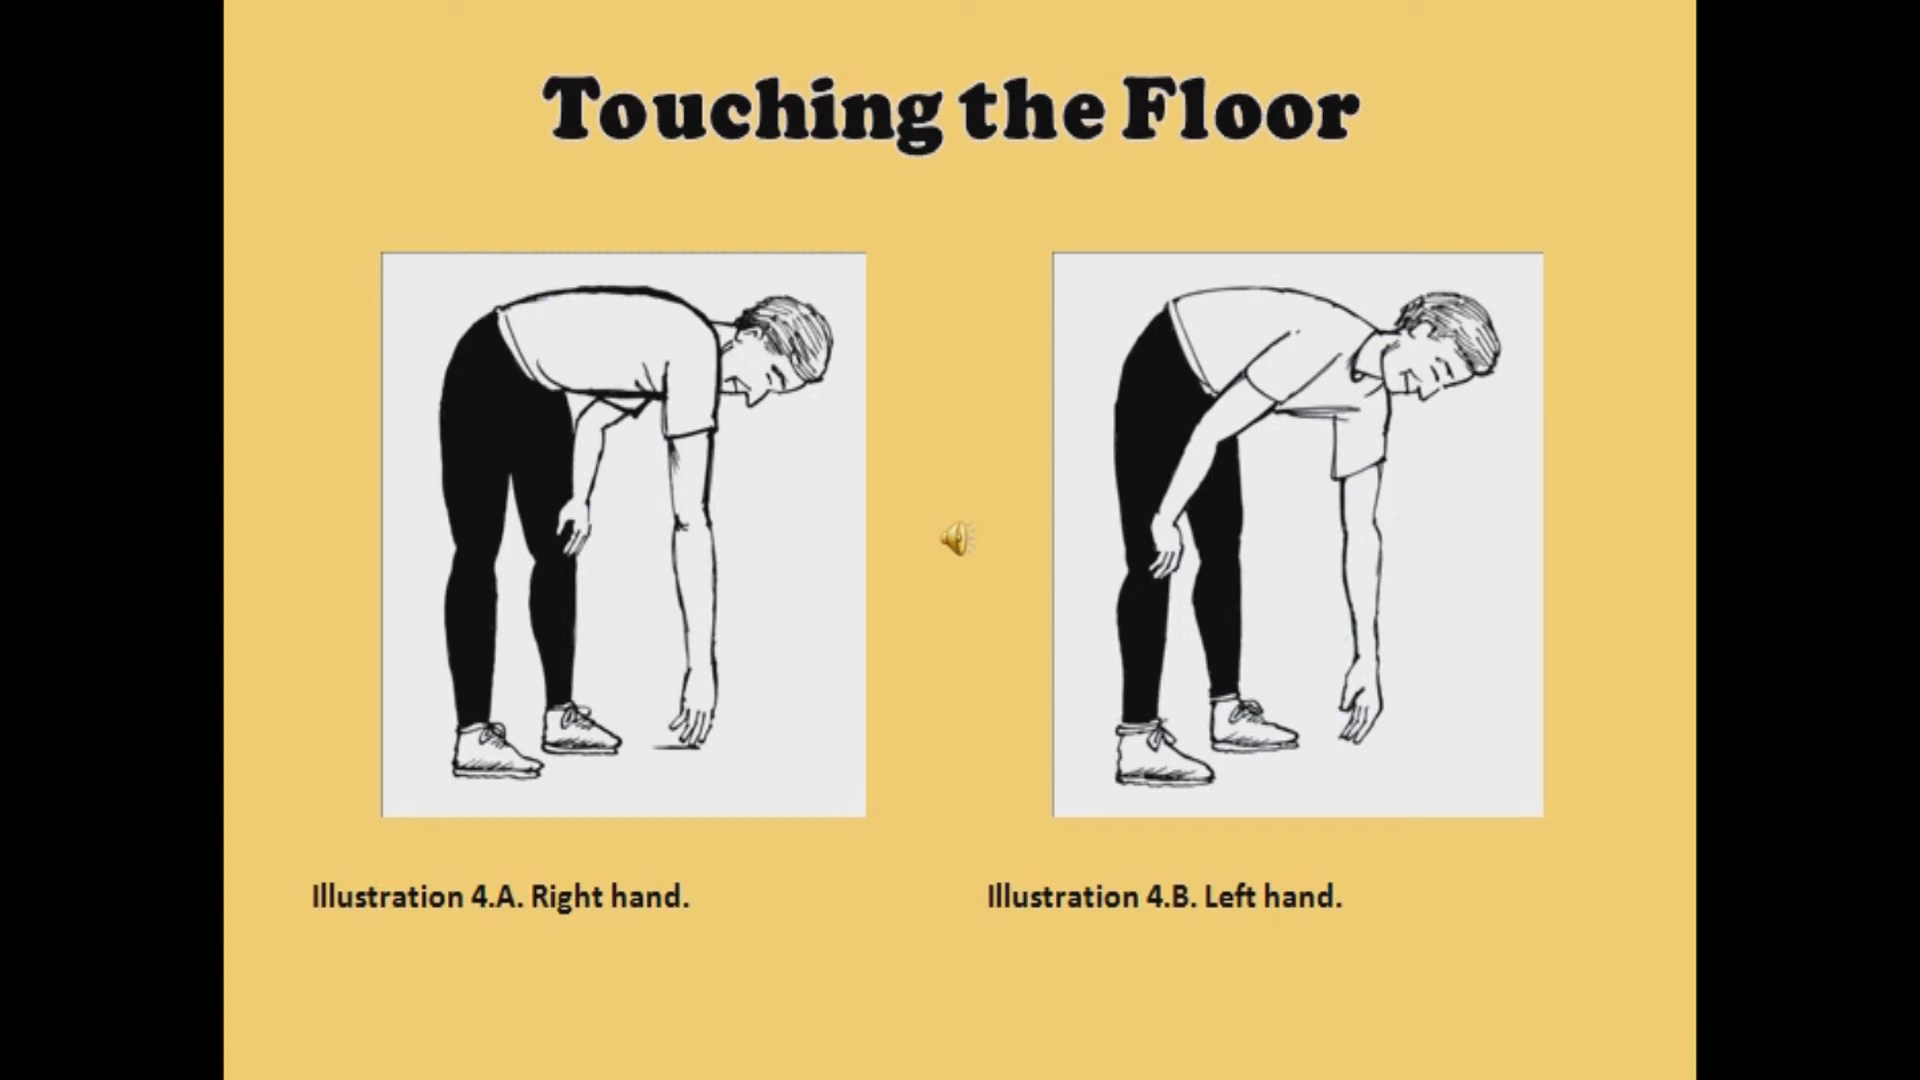 Touching the Floor
Illustration 4.A. Right hand.
Illustration 4.B. Left hand.